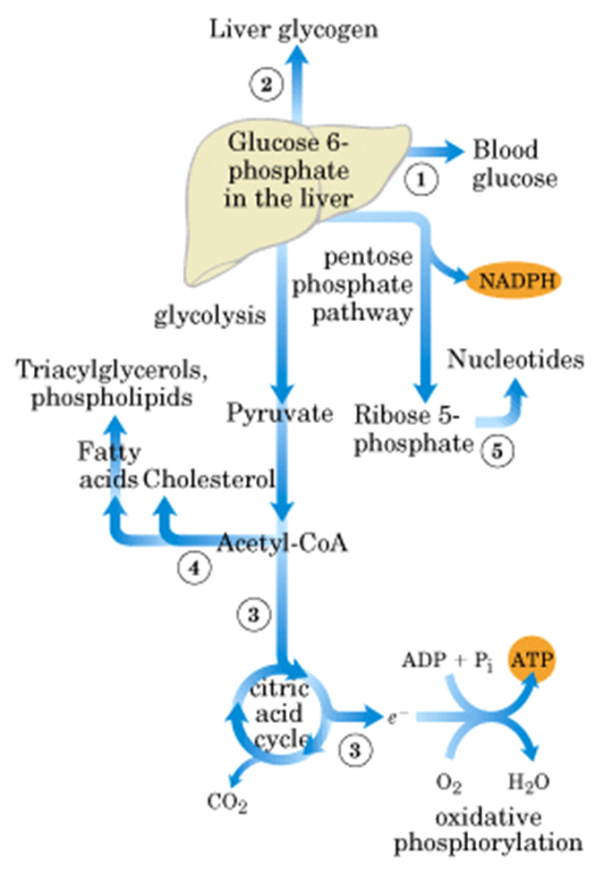 Liver glycogen
2
Glucose 6-
phosphate
in the liver
1
Blood
glucose
pentose
phosphate
pathway
NADPH
glycolysis
Nucleotides
Triacylglycerols,
phospholipids
Pyruvate
Ribose 5-
phosphate
5
Fatty
acids
Cholesterol
Acetyl-CoA
4
3
citric
acid
cycle
CO₂
3
e⁻
ADP + Pi
ATP
O₂
H₂O
oxidative
phosphorylation